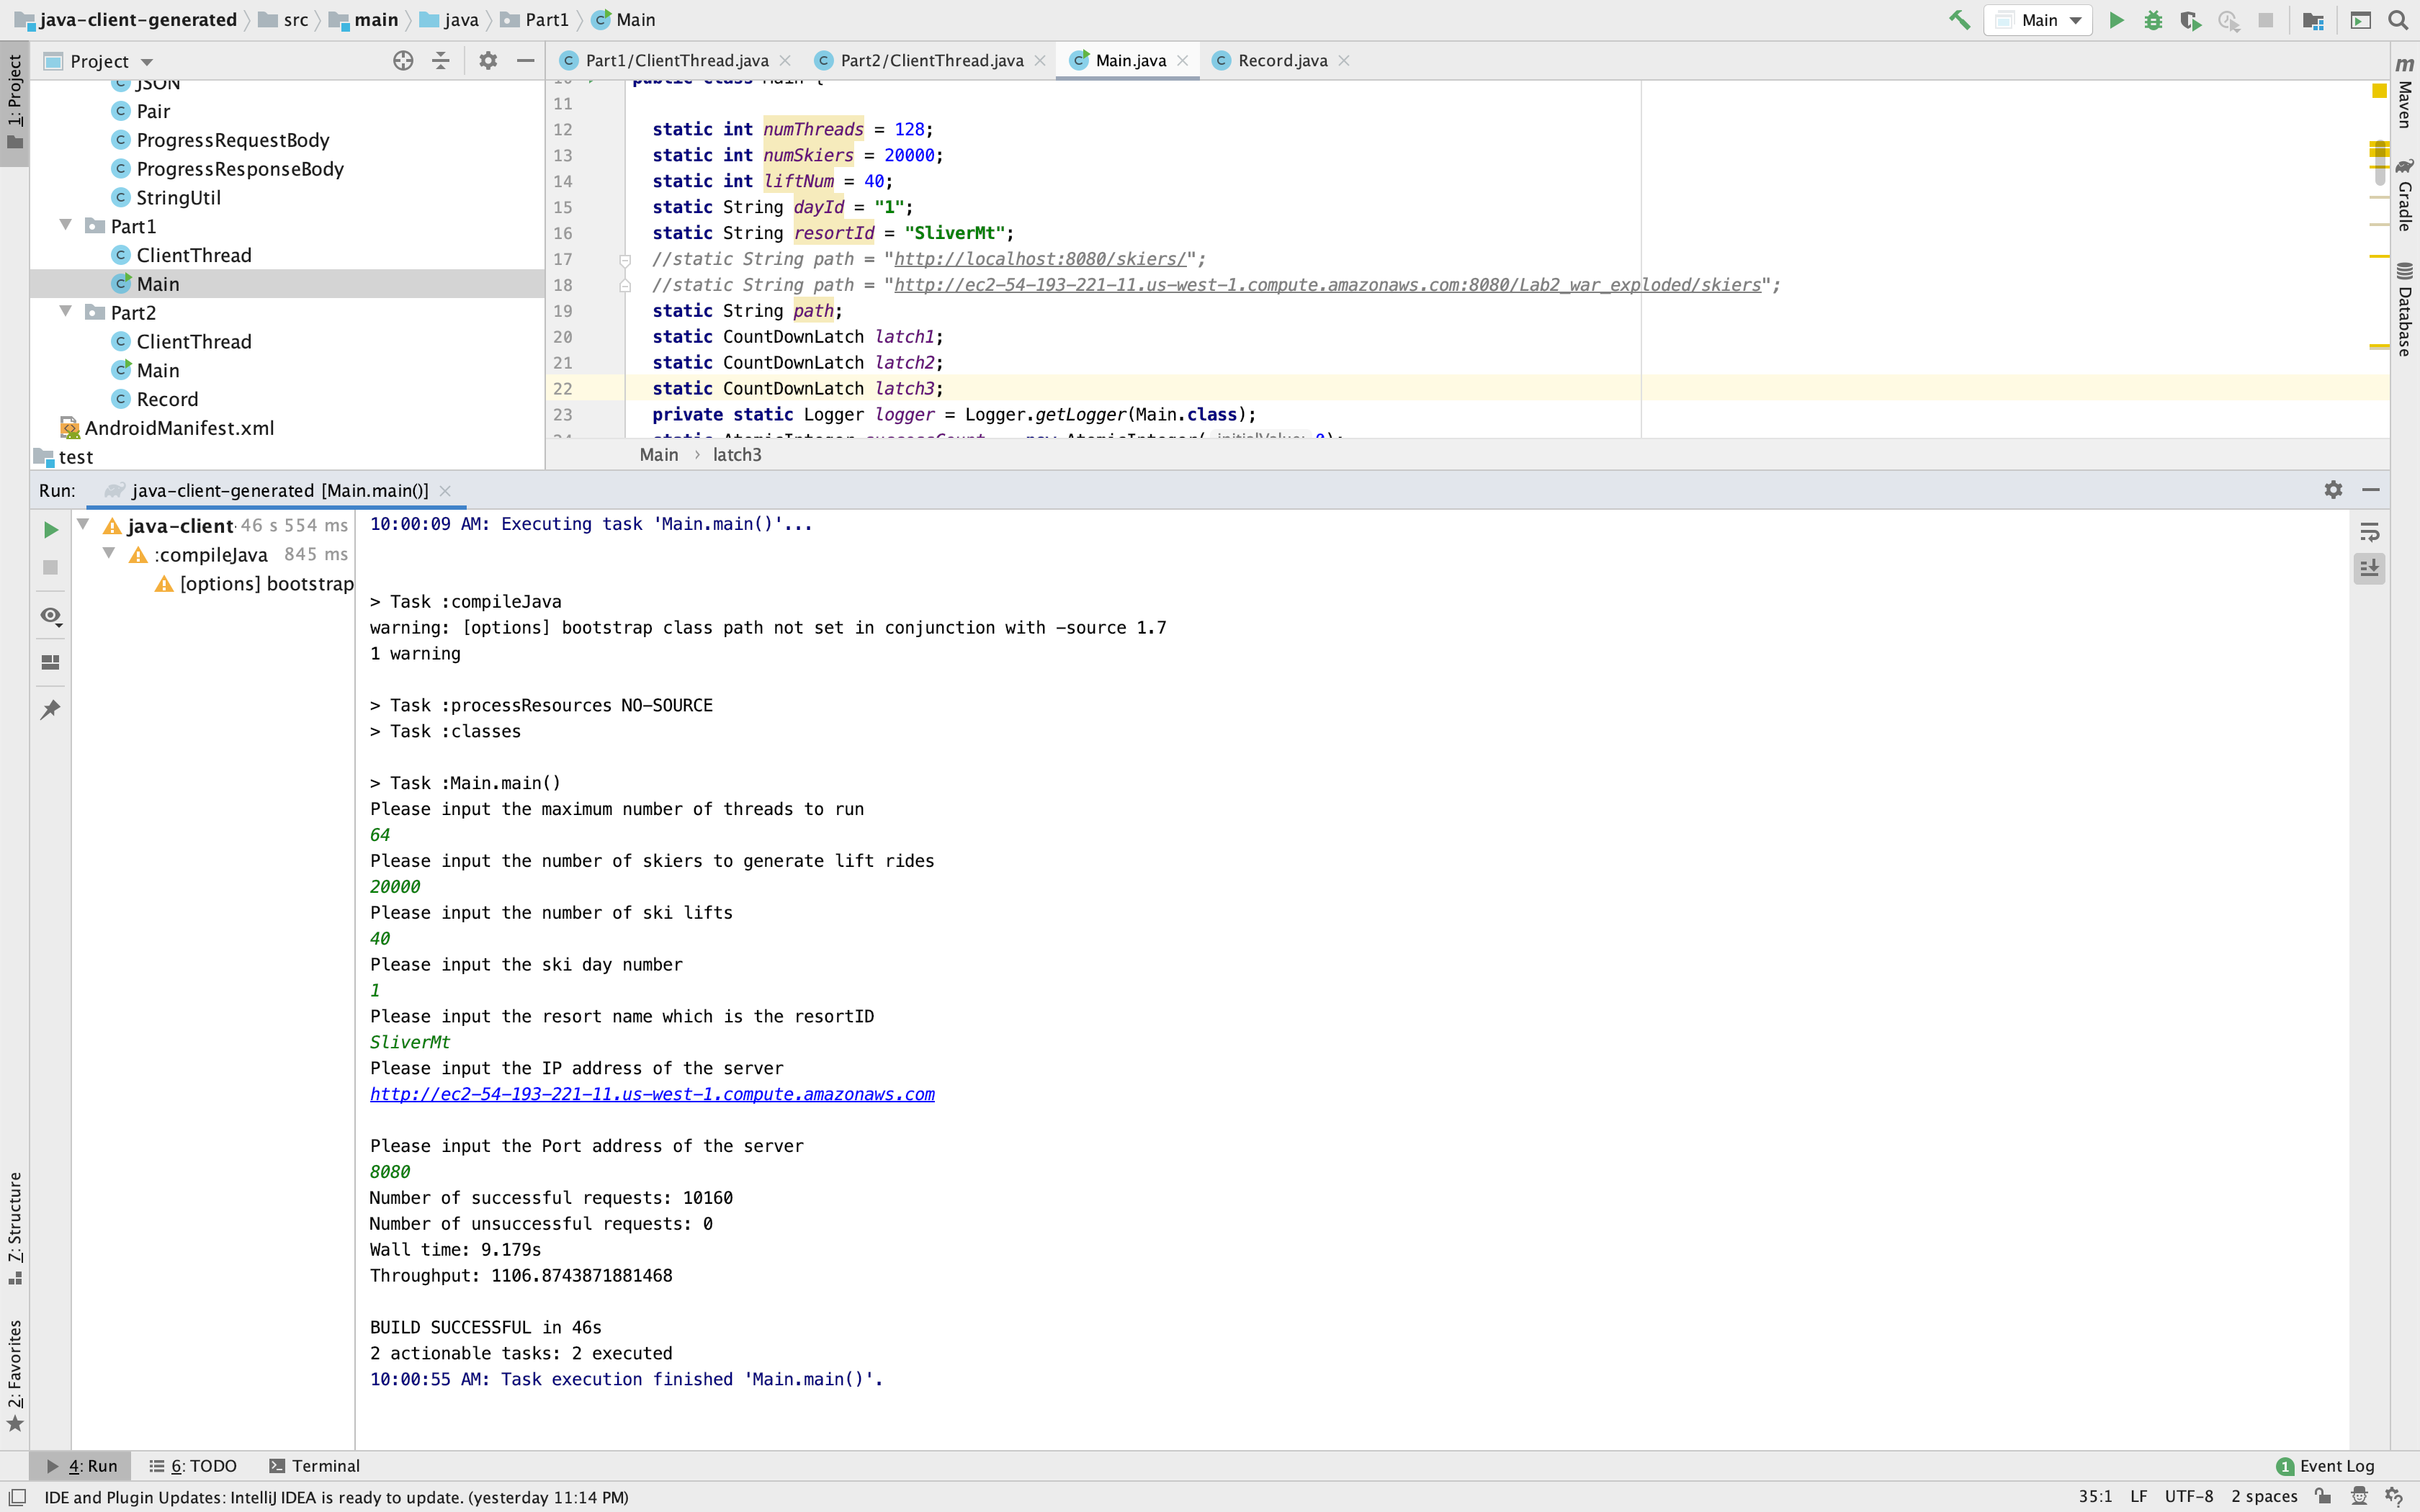 java-client-generated src main java Part1 Main
Main
1: Project
Project
JSON
Pair
ProgressRequestBody
ProgressResponseBody
StringUtil
Part1
ClientThread
Main
Part2
ClientThread
Main
Record
AndroidManifest.xml
test
Part1/ClientThread.java Part2/ClientThread.java Main.java Record.java
public class Main {
11
12 static int numThreads = 128;
13 static int numSkiers = 20000;
14 static int liftNum = 40;
15 static String dayId = "1";
16 static String resortId = "SliverMt";
17 //static String path = "http://localhost:8080/skiers/";
18 //static String path = "http://ec2-54-193-221-11.us-west-1.compute.amazonaws.com:8080/Lab2_war_exploded/skiers";
19 static String path;
20 static CountDownLatch latch1;
21 static CountDownLatch latch2;
22 static CountDownLatch latch3;
23 private static Logger logger = Logger.getLogger(Main.class);
Main › latch3
Maven
Gradle
Database
Run: java-client-generated [Main.main()]
java-client 46 s 554 ms
:compileJava 845 ms
[options] bootstrap
10:00:09 AM: Executing task 'Main.main()'...
> Task :compileJava
warning: [options] bootstrap class path not set in conjunction with -source 1.7
1 warning
> Task :processResources NO-SOURCE
> Task :classes
> Task :Main.main()
Please input the maximum number of threads to run
64
Please input the number of skiers to generate lift rides
20000
Please input the number of ski lifts
40
Please input the ski day number
1
Please input the resort name which is the resortID
SliverMt
Please input the IP address of the server
http://ec2-54-193-221-11.us-west-1.compute.amazonaws.com
Please input the Port address of the server
8080
Number of successful requests: 10160
Number of unsuccessful requests: 0
Wall time: 9.179s
Throughput: 1106.8743871881468
BUILD SUCCESSFUL in 46s
2 actionable tasks: 2 executed
10:00:55 AM: Task execution finished 'Main.main()'.
7: Structure
2: Favorites
4: Run 6: TODO Terminal
1 Event Log
IDE and Plugin Updates: IntelliJ IDEA is ready to update. (yesterday 11:14 PM)
35:1 LF UTF-8 2 spaces